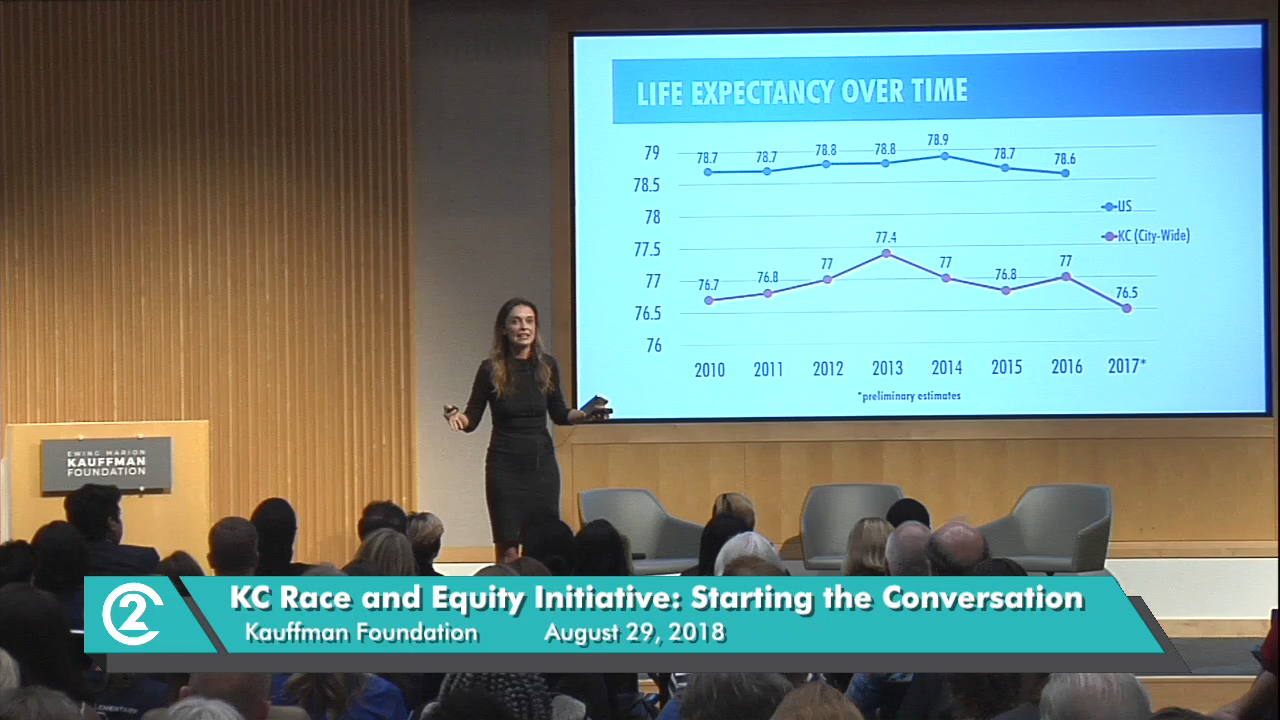 LIFE EXPECTANCY OVER TIME
79
78.5
78
77.5
77
76.5
76
78.7 78.7 78.8 78.8 78.9 78.7 78.6
US
KC (City-Wide)
76.7 76.8 77 77.4 77 76.8 77 76.5
2010 2011 2012 2013 2014 2015 2016 2017*
*preliminary estimates
EWING MARION
KAUFFMAN
FOUNDATION
2
KC Race and Equity Initiative: Starting the Conversation
Kauffman Foundation August 29, 2018